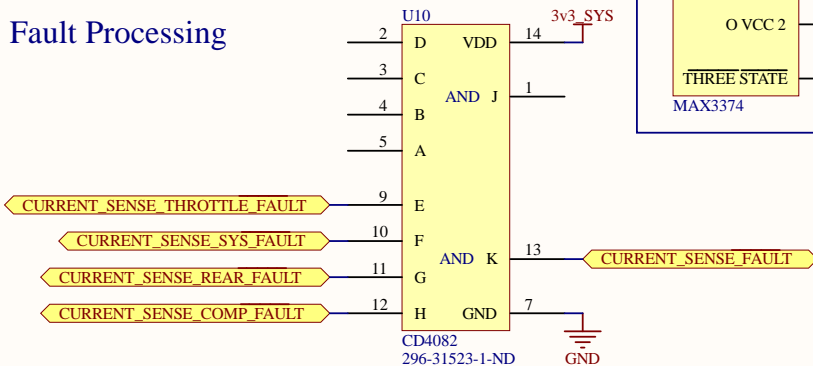 Fault Processing
U10
3v3_SYS
2 D VDD 14
3 C
AND J 1
4 B
5 A
CURRENT_SENSE_THROTTLE_FAULT 9 E
CURRENT_SENSE_SYS_FAULT 10 F
AND K 13 CURRENT_SENSE_FAULT
CURRENT_SENSE_REAR_FAULT 11 G
CURRENT_SENSE_COMP_FAULT 12 H GND 7
CD4082
296-31523-1-ND
GND
O VCC 2
THREE STATE
MAX3374